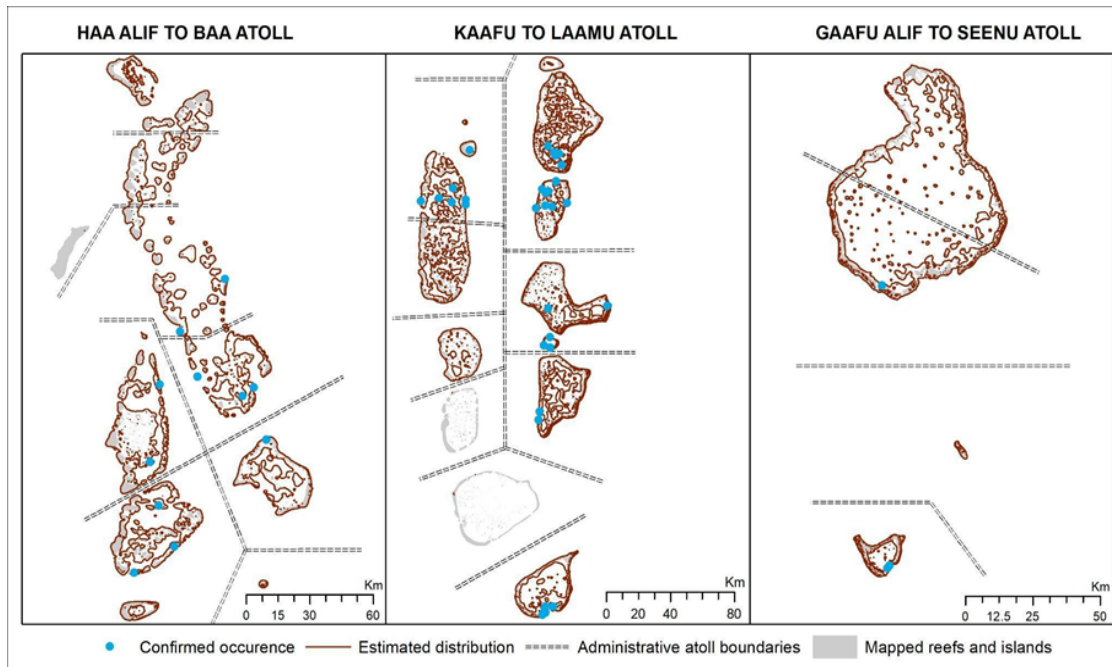 HAA ALIF TO BAA ATOLL
KAAFU TO LAAMU ATOLL
GAAFU ALIF TO SEENU ATOLL
Km
0 15 30 60
Km
0 20 40 80
Km
0 12.5 25 50
Confirmed occurence
Estimated distribution
Administrative atoll boundaries
Mapped reefs and islands